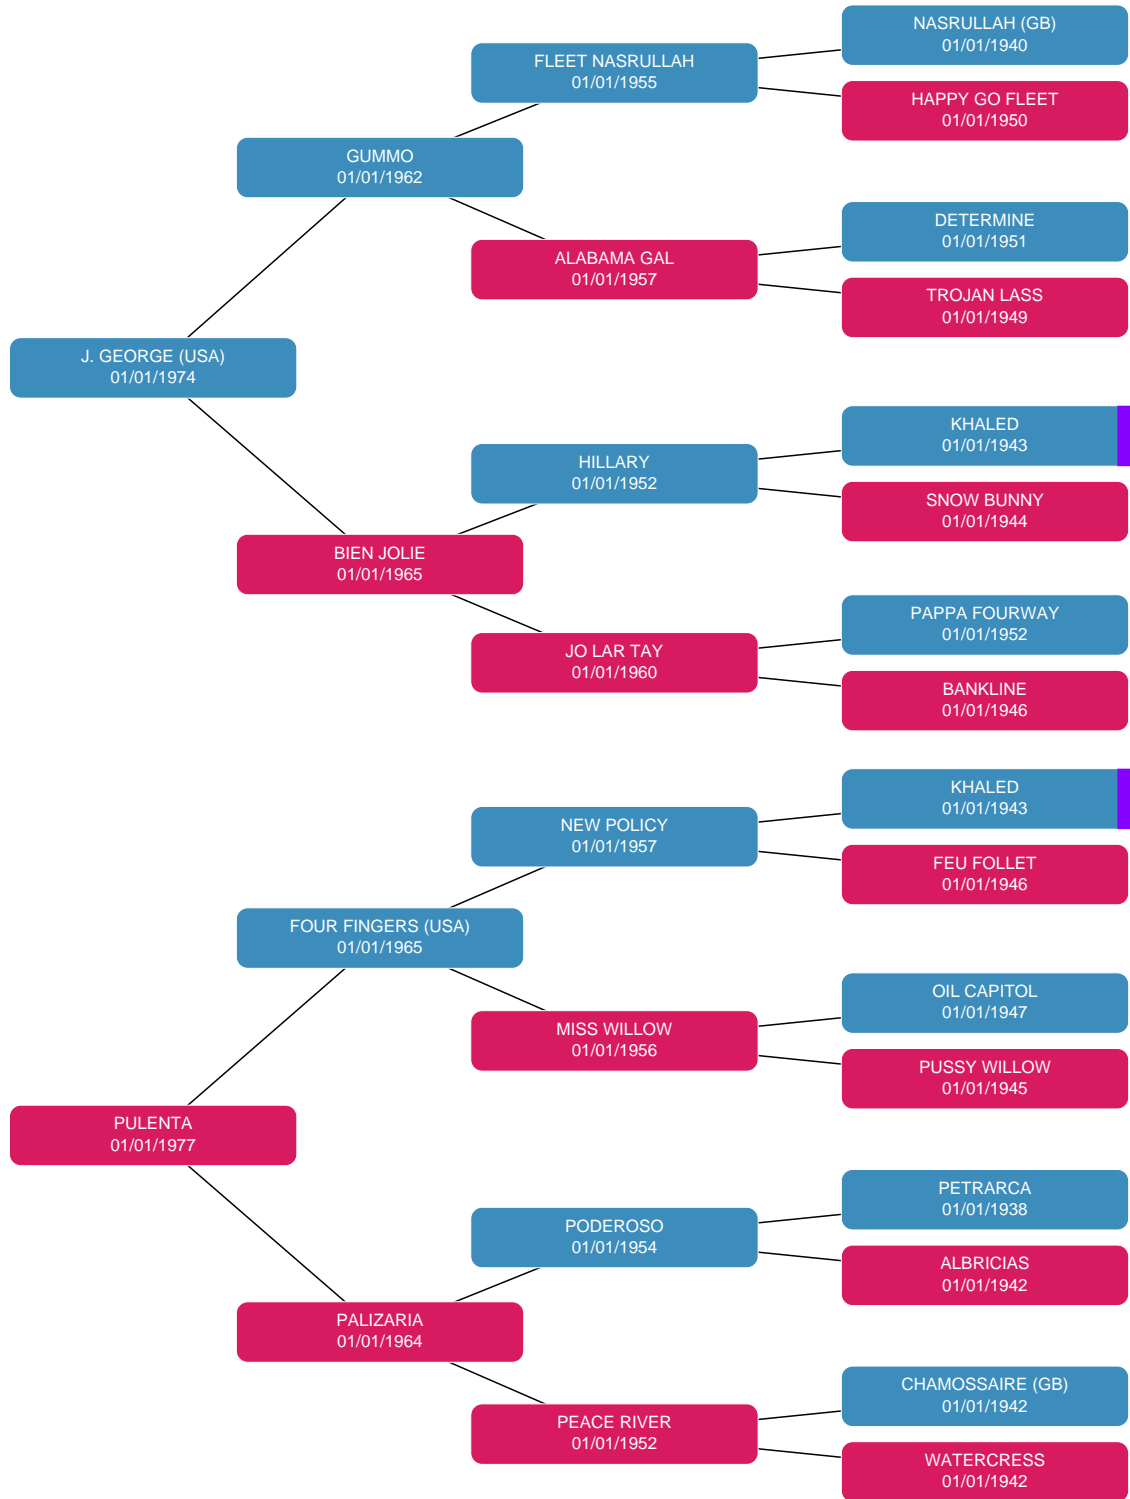 NASRULLAH (GB)
01/01/1940
FLEET NASRULLAH
01/01/1955
HAPPY GO FLEET
01/01/1950
GUMMO
01/01/1962
DETERMINE
01/01/1951
ALABAMA GAL
01/01/1957
TROJAN LASS
01/01/1949
J. GEORGE (USA)
01/01/1974
KHALED
01/01/1943
HILLARY
01/01/1952
SNOW BUNNY
01/01/1944
BIEN JOLIE
01/01/1965
PAPPA FOURWAY
01/01/1952
JO LAR TAY
01/01/1960
BANKLINE
01/01/1946
KHALED
01/01/1943
NEW POLICY
01/01/1957
FEU FOLLET
01/01/1946
FOUR FINGERS (USA)
01/01/1965
OIL CAPITOL
01/01/1947
MISS WILLOW
01/01/1956
PUSSY WILLOW
01/01/1945
PULENTA
01/01/1977
PETRARCA
01/01/1938
PODEROSO
01/01/1954
ALBRICIAS
01/01/1942
PALIZARIA
01/01/1964
CHAMOSSAIRE (GB)
01/01/1942
PEACE RIVER
01/01/1952
WATERCRESS
01/01/1942